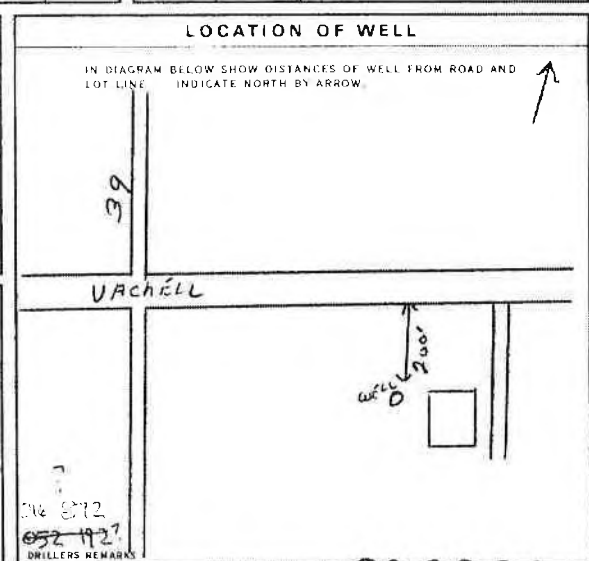 LOCATION OF WELL
IN DIAGRAM BELOW SHOW DISTANCES OF WELL FROM ROAD AND
LOT LINE INDICATE NORTH BY ARROW.
39
VACHELL
200'
WELL
DRILLERS REMARKS